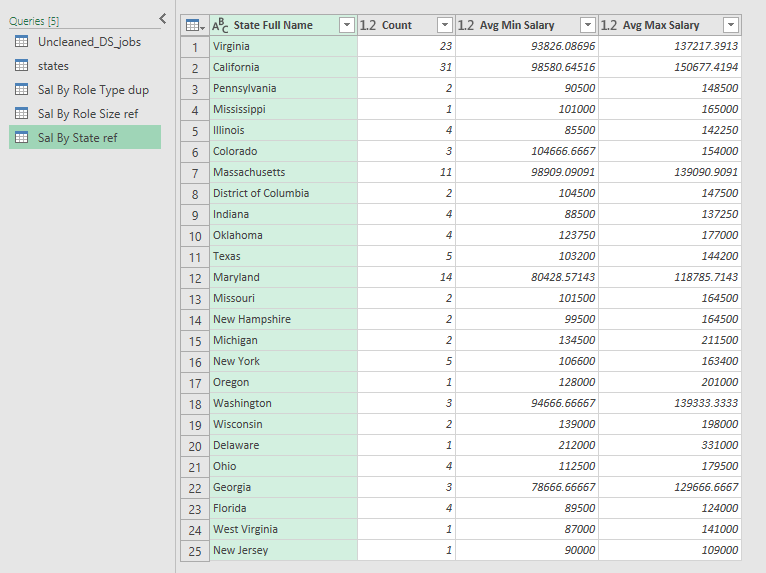 Queries [5]
Uncleaned_DS_jobs
states
Sal By Role Type dup
Sal By Role Size ref
Sal By State ref
ABC State Full Name 1.2 Count 1.2 Avg Min Salary 1.2 Avg Max Salary
1 Virginia 23 93826.08696 137217.3913
2 California 31 98580.64516 150677.4194
3 Pennsylvania 2 90500 148500
4 Mississippi 1 101000 165000
5 Illinois 4 85500 142250
6 Colorado 3 104666.6667 154000
7 Massachusetts 11 98909.09091 139090.9091
8 District of Columbia 2 104500 147500
9 Indiana 4 88500 137250
10 Oklahoma 4 123750 177000
11 Texas 5 103200 144200
12 Maryland 14 80428.57143 118785.7143
13 Missouri 2 101500 164500
14 New Hampshire 2 99500 164500
15 Michigan 2 134500 211500
16 New York 5 106600 163400
17 Oregon 1 128000 201000
18 Washington 3 94666.66667 139333.3333
19 Wisconsin 2 139000 198000
20 Delaware 1 212000 331000
21 Ohio 4 112500 179500
22 Georgia 3 78666.66667 129666.6667
23 Florida 4 89500 124000
24 West Virginia 1 87000 141000
25 New Jersey 1 90000 109000